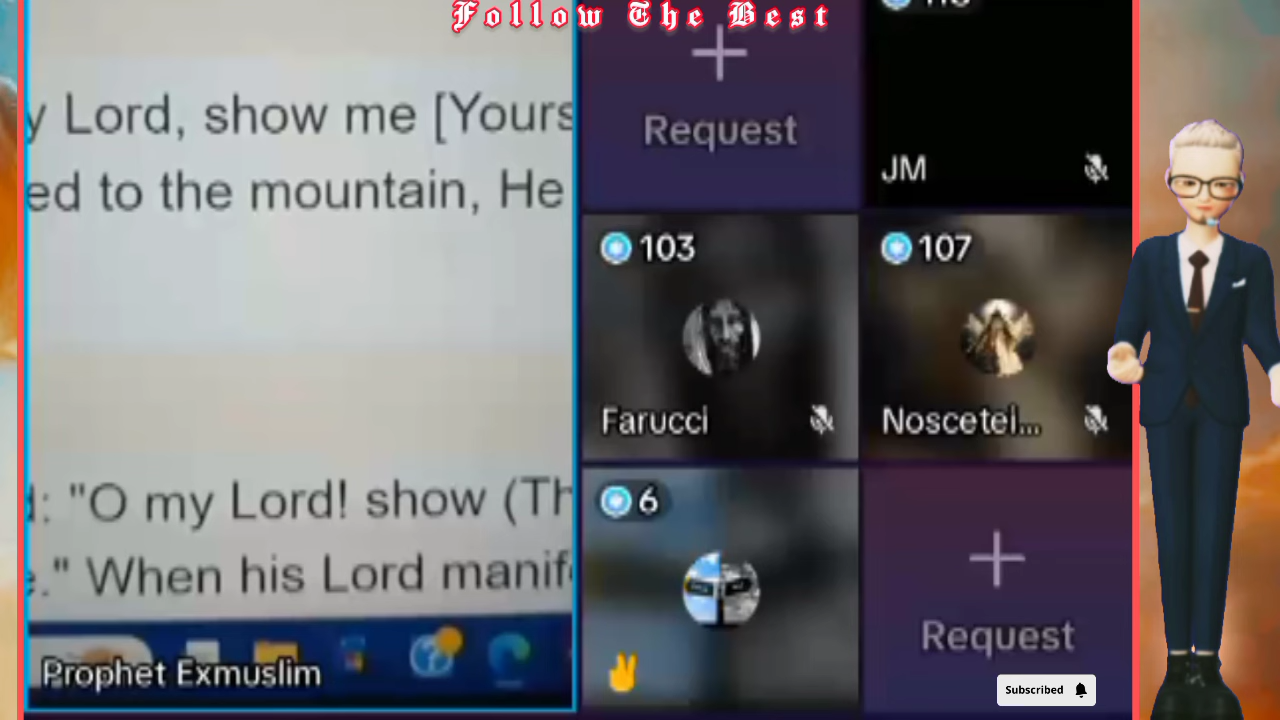 Follow The Best
y Lord, show me [Yours
ed to the mountain, He
: "O my Lord! show (Th
." When his Lord manif
Prophet Exmuslim
Request
JM
103
Farucci
107
Noscetei...
6
Request
Subscribed